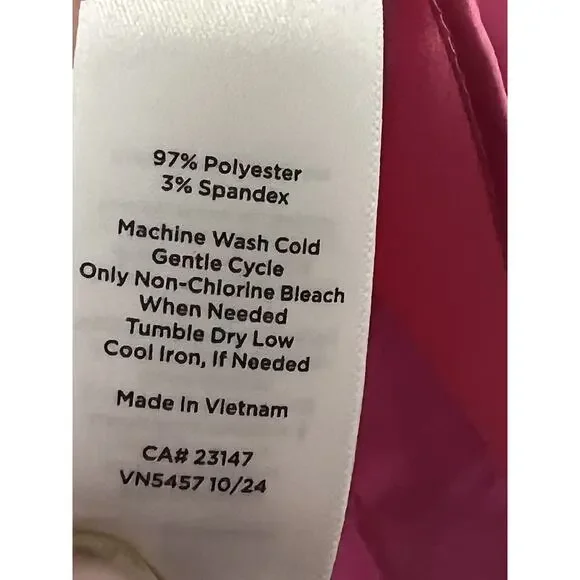 97% Polyester
3% Spandex
Machine Wash Cold
Gentle Cycle
Only Non-Chlorine Bleach
When Needed
Tumble Dry Low
Cool Iron, If Needed
Made In Vietnam
CA# 23147
VN5457 10/24